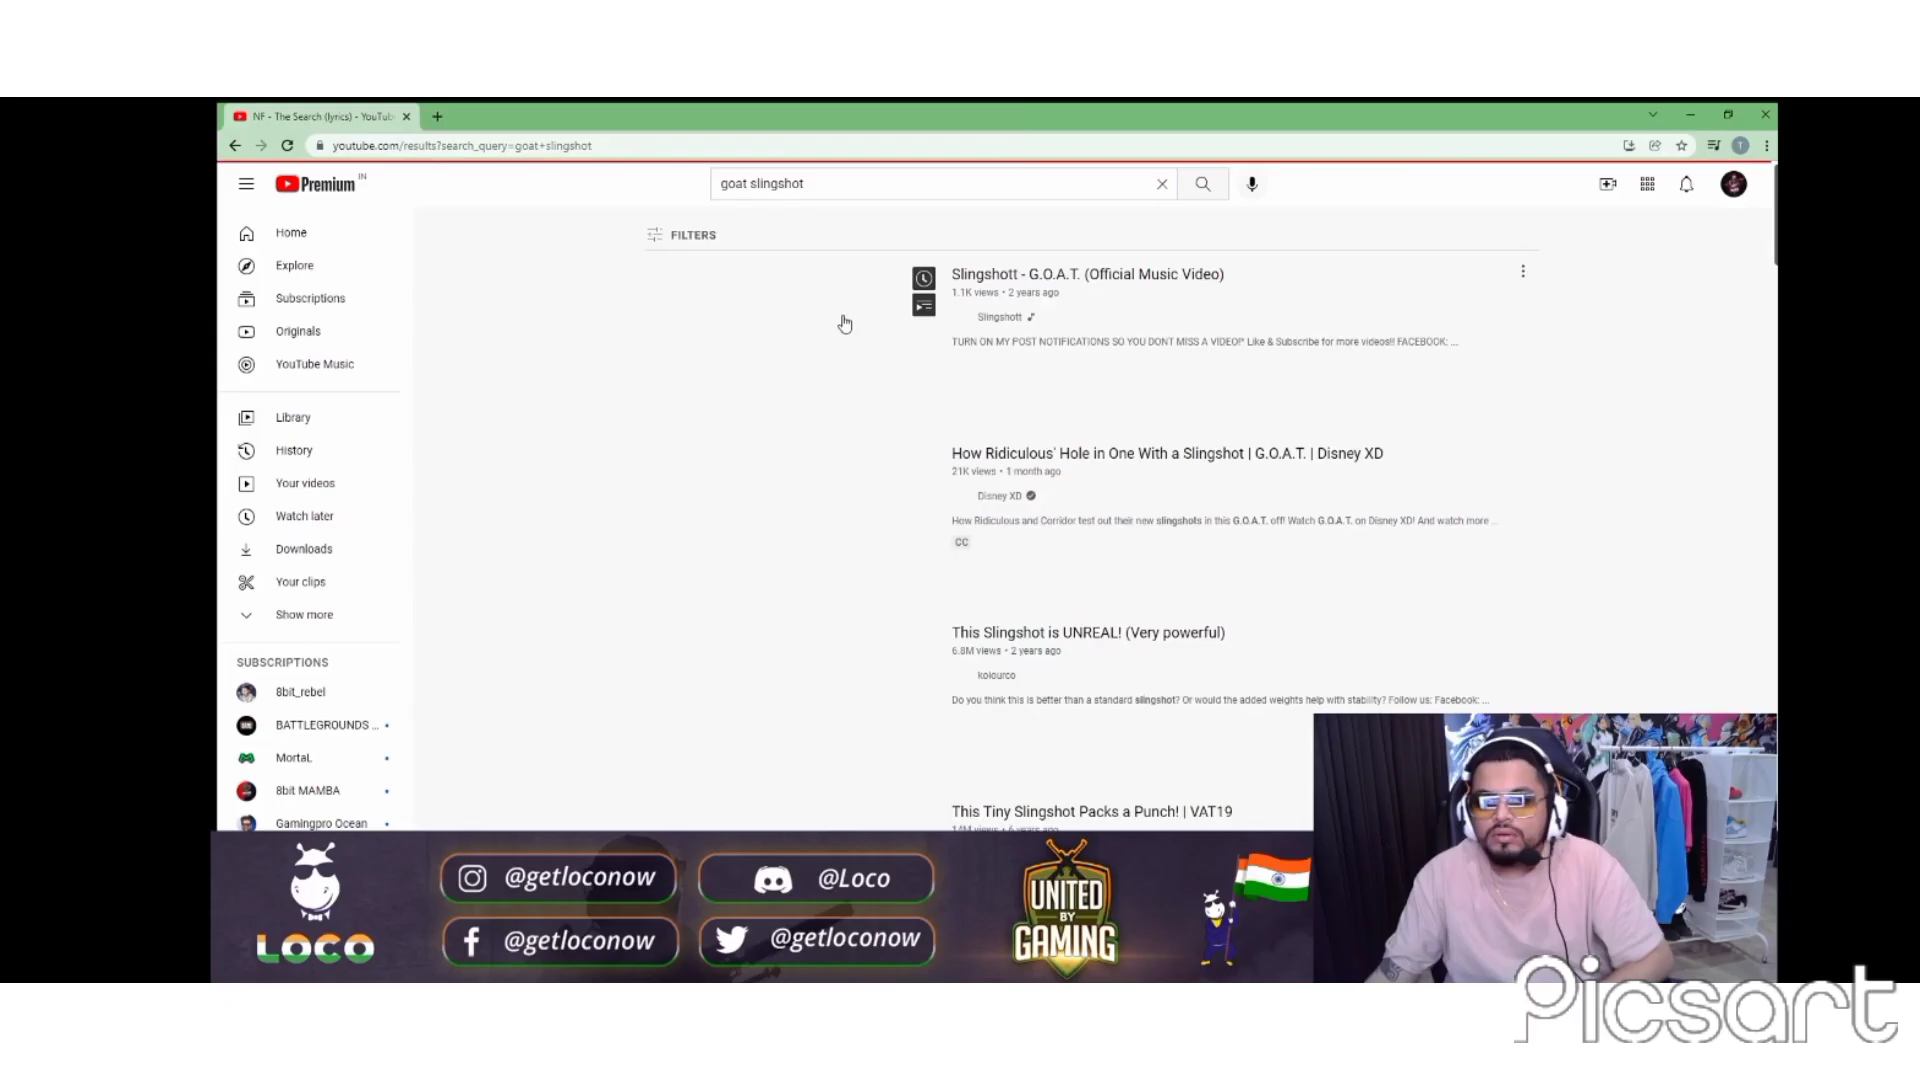 NF - The Search (lyrics) - YouTub
youtube.com/results?search_query=goat+slingshot
T
Premium IN
goat slingshot
Home
Explore
Subscriptions
Originals
YouTube Music
Library
History
Your videos
Watch later
Downloads
Your clips
Show more
SUBSCRIPTIONS
8bit_rebel
BATTLEGROUNDS ...
MortaL
8bit MAMBA
Gamingpro Ocean
FILTERS
Slingshott - G.O.A.T. (Official Music Video)
1.1K views • 2 years ago
Slingshott
TURN ON MY POST NOTIFICATIONS SO YOU DONT MISS A VIDEO!* Like & Subscribe for more videos!! FACEBOOK: ...
How Ridiculous' Hole in One With a Slingshot | G.O.A.T. | Disney XD
21K views • 1 month ago
Disney XD
How Ridiculous and Corridor test out their new slingshots in this G.O.A.T. off! Watch G.O.A.T. on Disney XD! And watch more ...
CC
This Slingshot is UNREAL! (Very powerful)
6.8M views • 2 years ago
kolourco
Do you think this is better than a standard slingshot? Or would the added weights help with stability? Follow us: Facebook: ...
This Tiny Slingshot Packs a Punch! | VAT19
14M views • 6 years ago
LOCO
@getloconow
@Loco
@getloconow
@getloconow
UNITED
BY
GAMING
Picsart